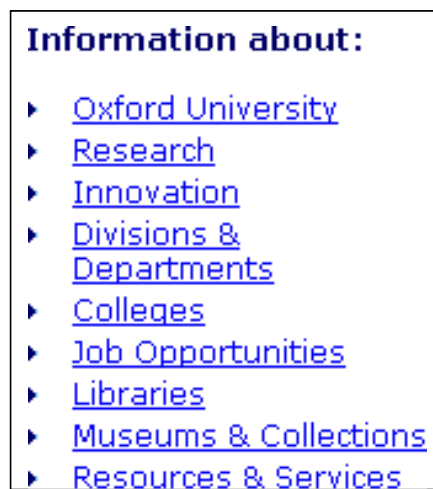 Information about:
Oxford University
Research
Innovation
Divisions &
Departments
Colleges
Job Opportunities
Libraries
Museums & Collections
Resources & Services